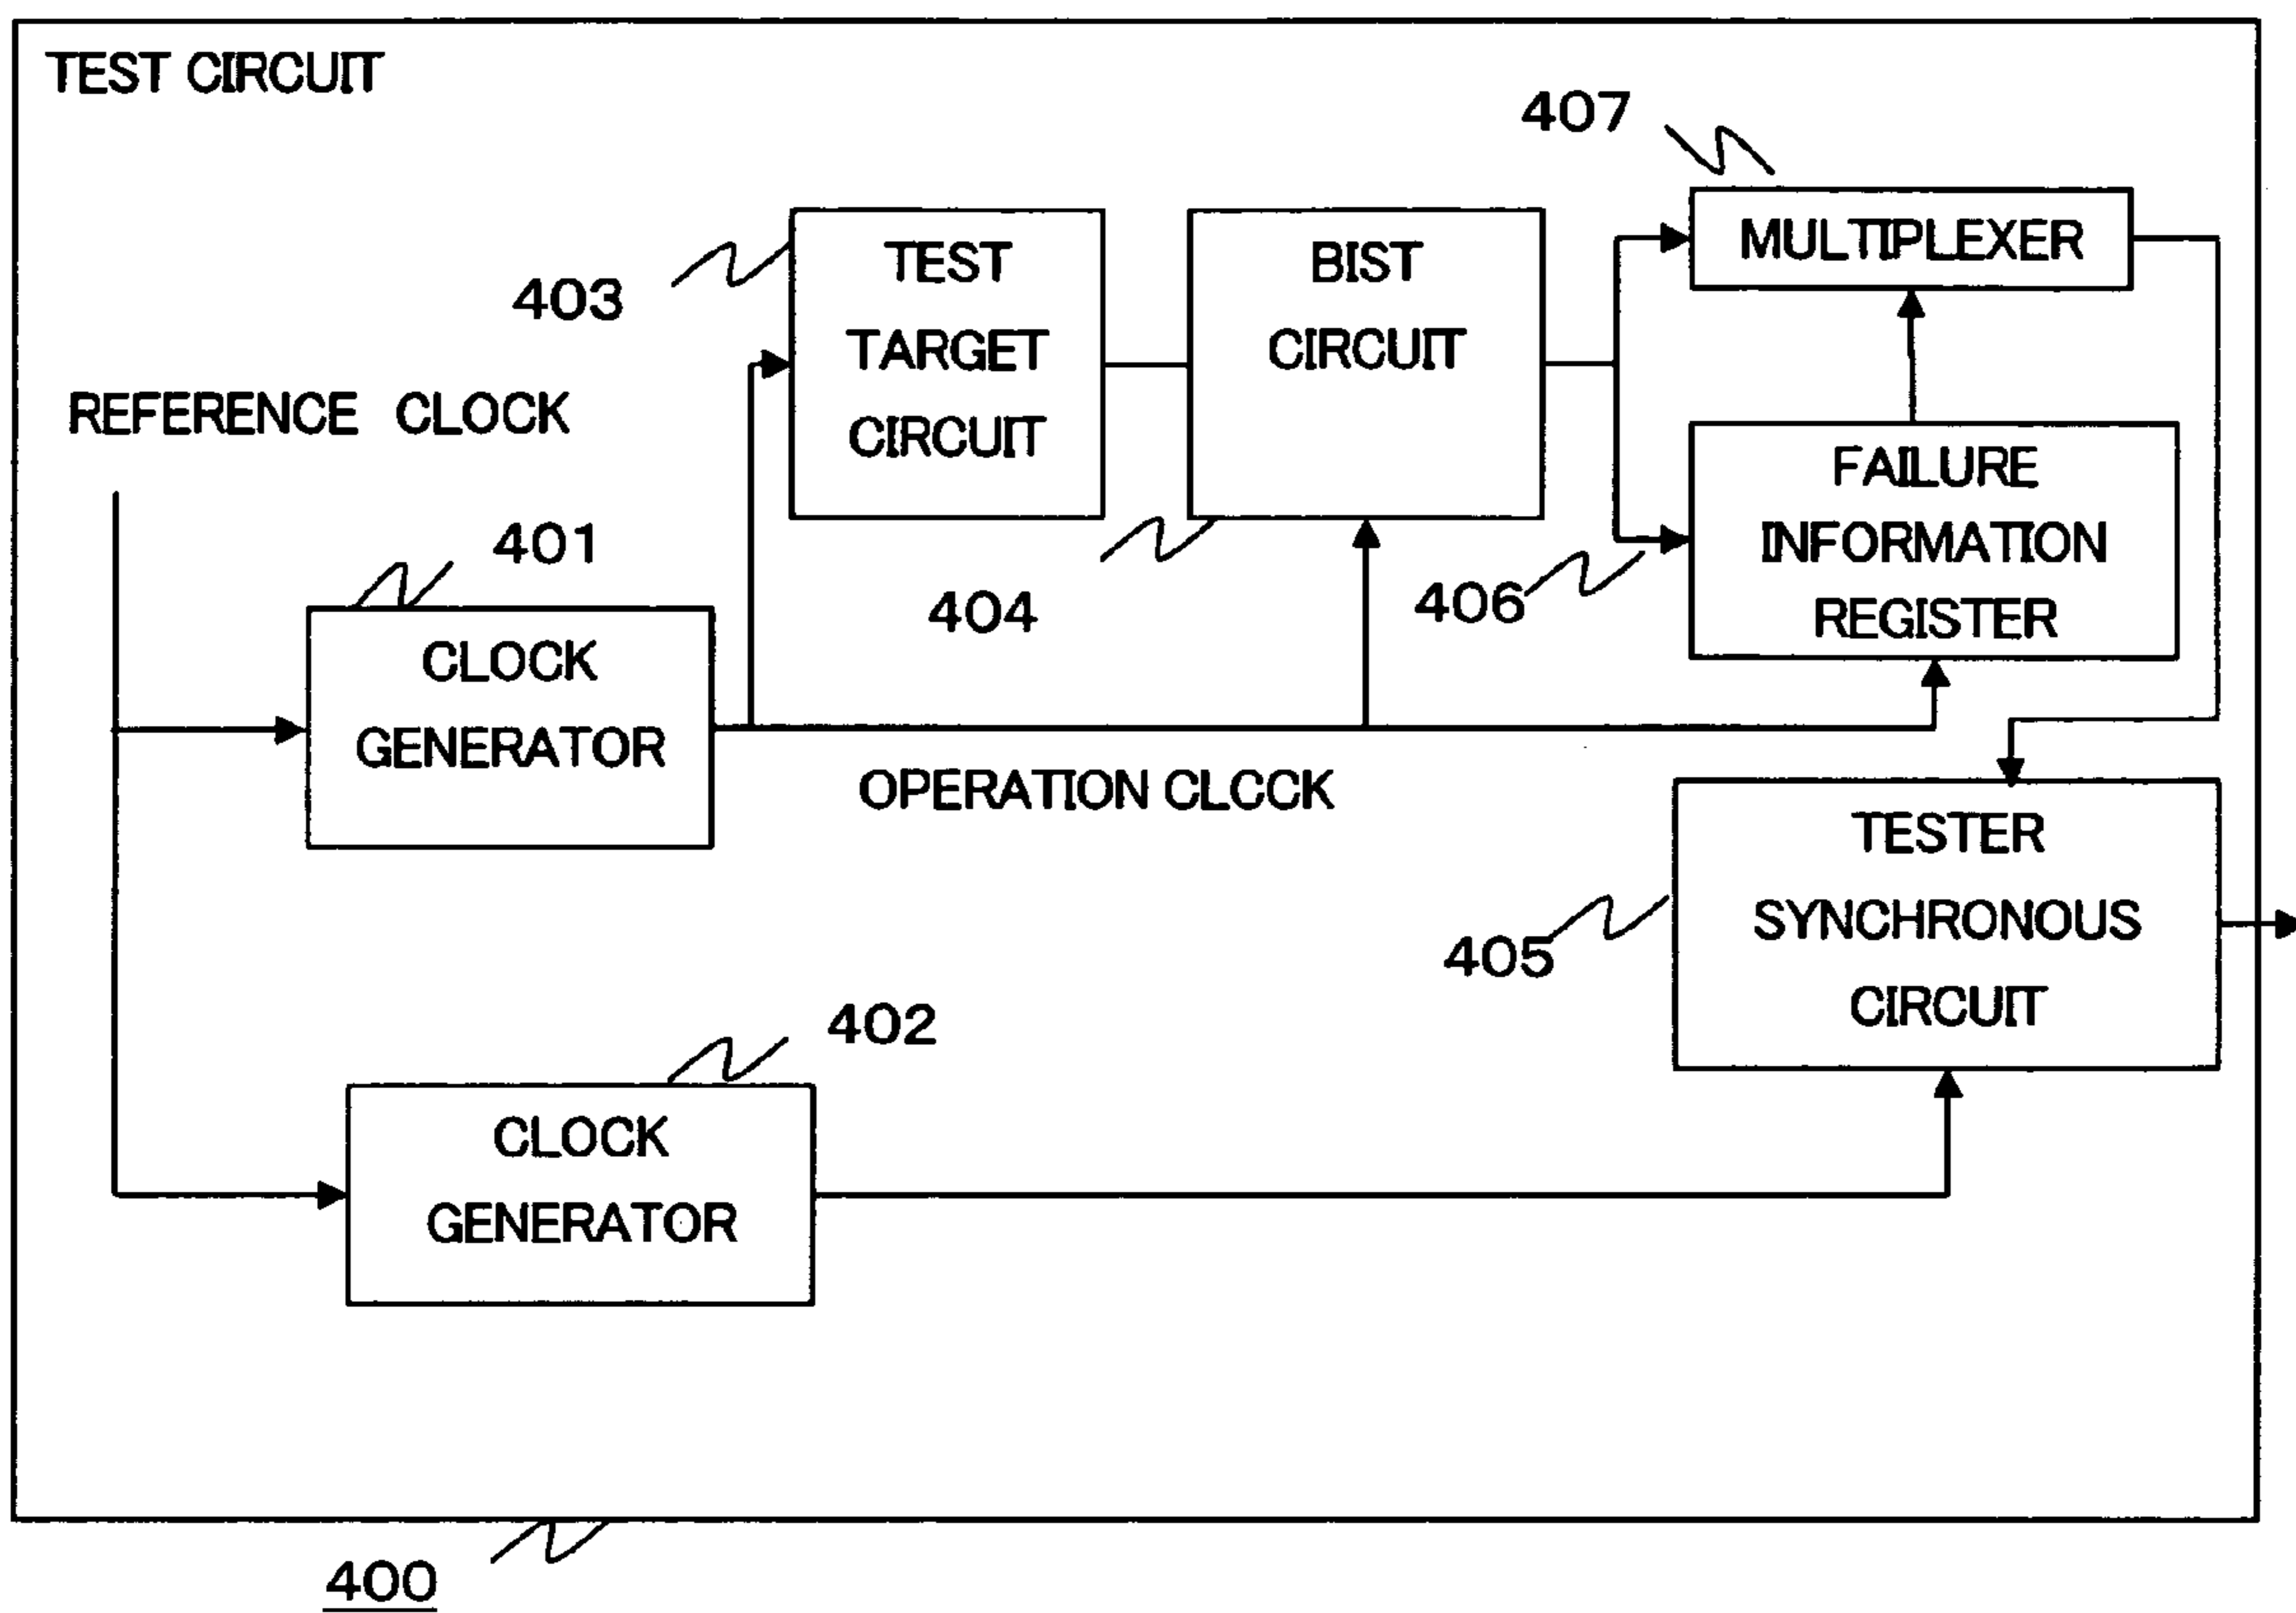 TEST CIRCUIT
407
MULTIPLEXER
403
TEST
TARGET
CIRCUIT
BIST
CIRCUIT
404
406
FAILURE
INFORMATION
REGISTER
REFERENCE CLOCK
401
CLOCK
GENERATOR
OPERATION CLCCK
405
TESTER
SYNCHRONOUS
CIRCUIT
402
CLOCK
GENERATOR
400